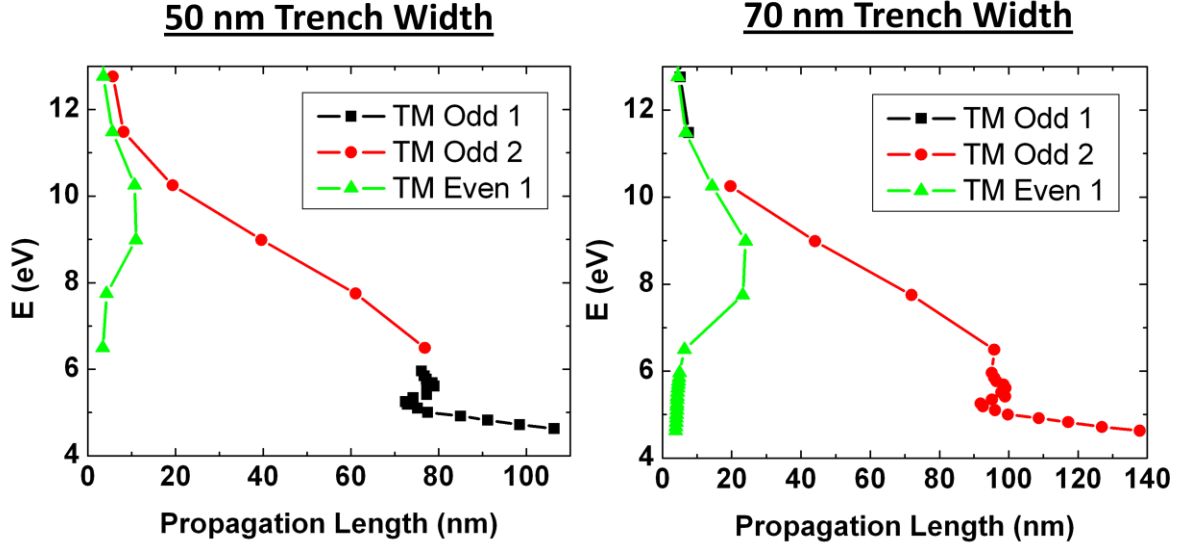 50 nm Trench Width
70 nm Trench Width
E (eV)
12
10
8
6
4
TM Odd 1
TM Odd 2
TM Even 1
0
20
40
60
80
100
Propagation Length (nm)
E (eV)
12
10
8
6
4
TM Odd 1
TM Odd 2
TM Even 1
0
20
40
60
80
100
120
140
Propagation Length (nm)